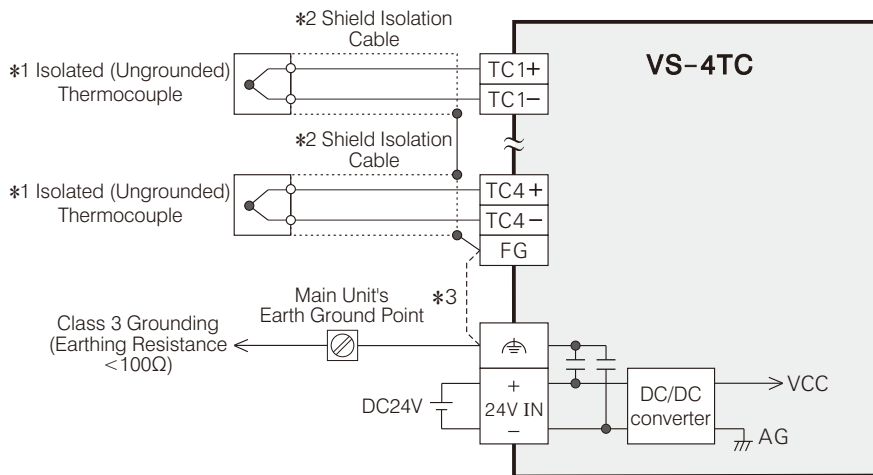 *2 Shield Isolation
Cable
*1 Isolated (Ungrounded)
Thermocouple
TC1+
TC1−
VS-4TC
*2 Shield Isolation
Cable
*1 Isolated (Ungrounded)
Thermocouple
TC4+
TC4−
FG
*3
Main Unit's
Earth Ground Point
Class 3 Grounding
(Earthing Resistance
<100Ω)
DC24V
+
24V IN
−
DC/DC
converter
VCC
AG